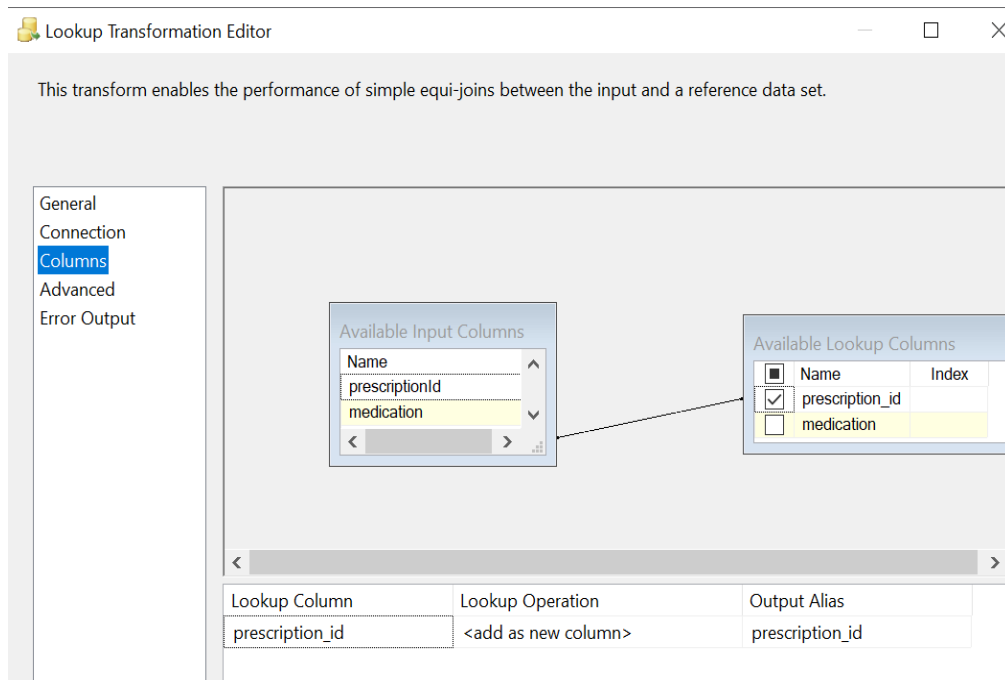 Lookup Transformation Editor
This transform enables the performance of simple equi-joins between the input and a reference data set.
General
Connection
Columns
Advanced
Error Output
Available Input Columns
Name
prescriptionId
medication
Available Lookup Columns
Name Index
prescription_id
medication
Lookup Column Lookup Operation Output Alias
prescription_id <add as new column> prescription_id